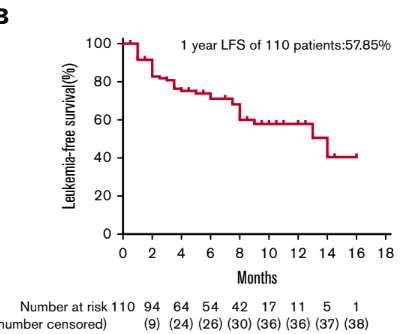 B
1 year LFS of 110 patients:57.85%
Leukemia-free survival(%)
100
80
60
40
20
0
0 2 4 6 8 10 12 14 16 18
Months
Number at risk 110 94 64 54 42 17 11 5 1
number censored) (9) (24) (26) (30) (36) (36) (37) (38)